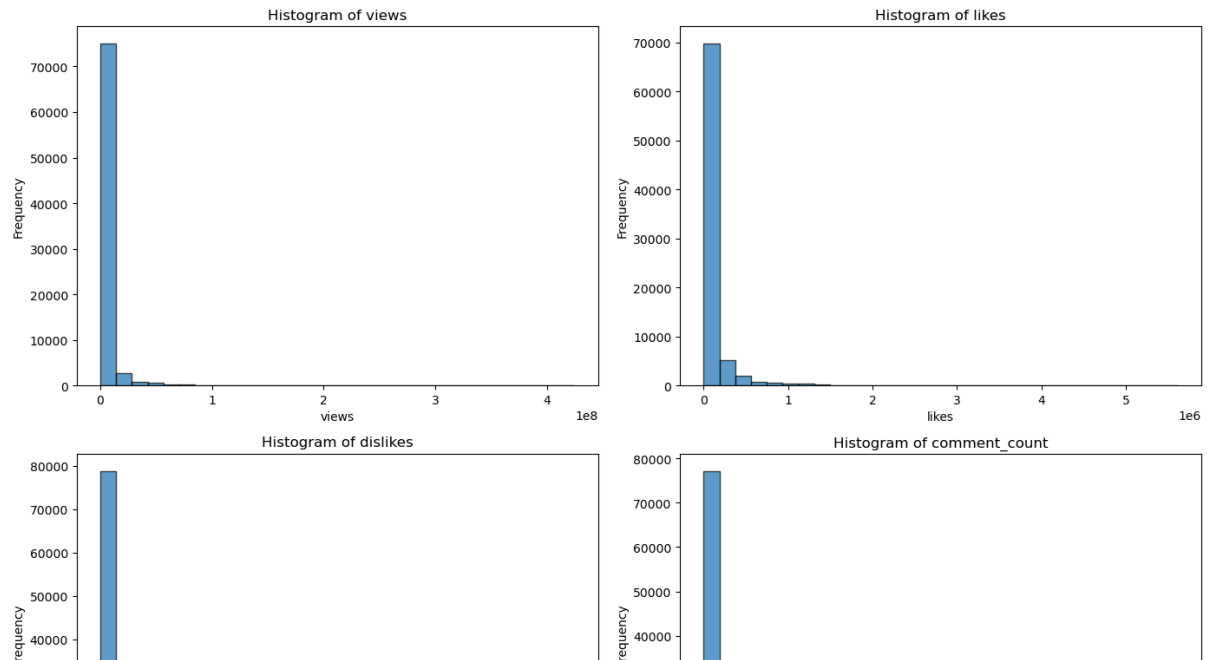 Histogram of views
70000
60000
50000
40000
30000
20000
10000
0
Frequency
0 1 2 3 4
views
1e8
Histogram of likes
70000
60000
50000
40000
30000
20000
10000
0
Frequency
0 1 2 3 4 5
likes
1e6
Histogram of dislikes
80000
70000
60000
50000
40000
requency
Histogram of comment_count
80000
70000
60000
50000
40000
requency